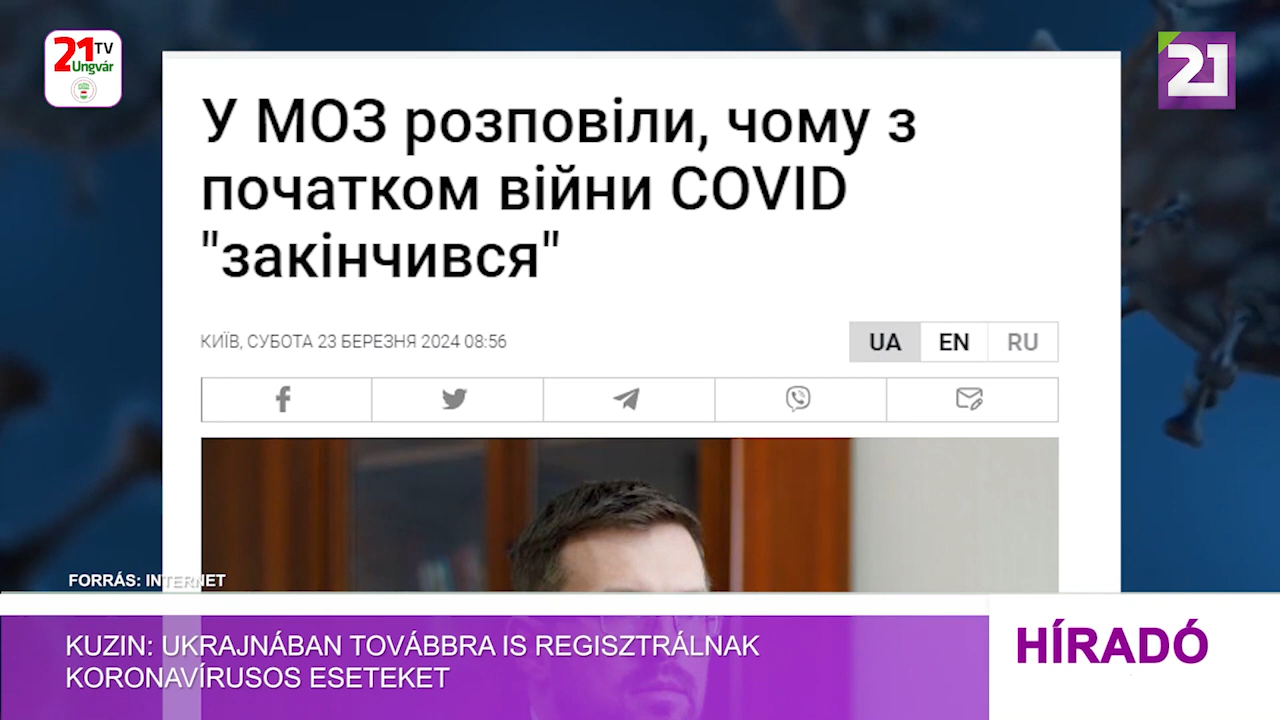 21 TV
Ungvár
21
У МОЗ розповіли, чому з
початком війни COVID
"закінчився"
КИЇВ, СУБОТА 23 БЕРЕЗНЯ 2024 08:56
UA EN RU
FORRÁS: INTERNET
KUZIN: UKRAJNÁBAN TOVÁBBRA IS REGISZTRÁLNAK
KORONAVÍRUSOS ESETEKET
HÍRADÓ